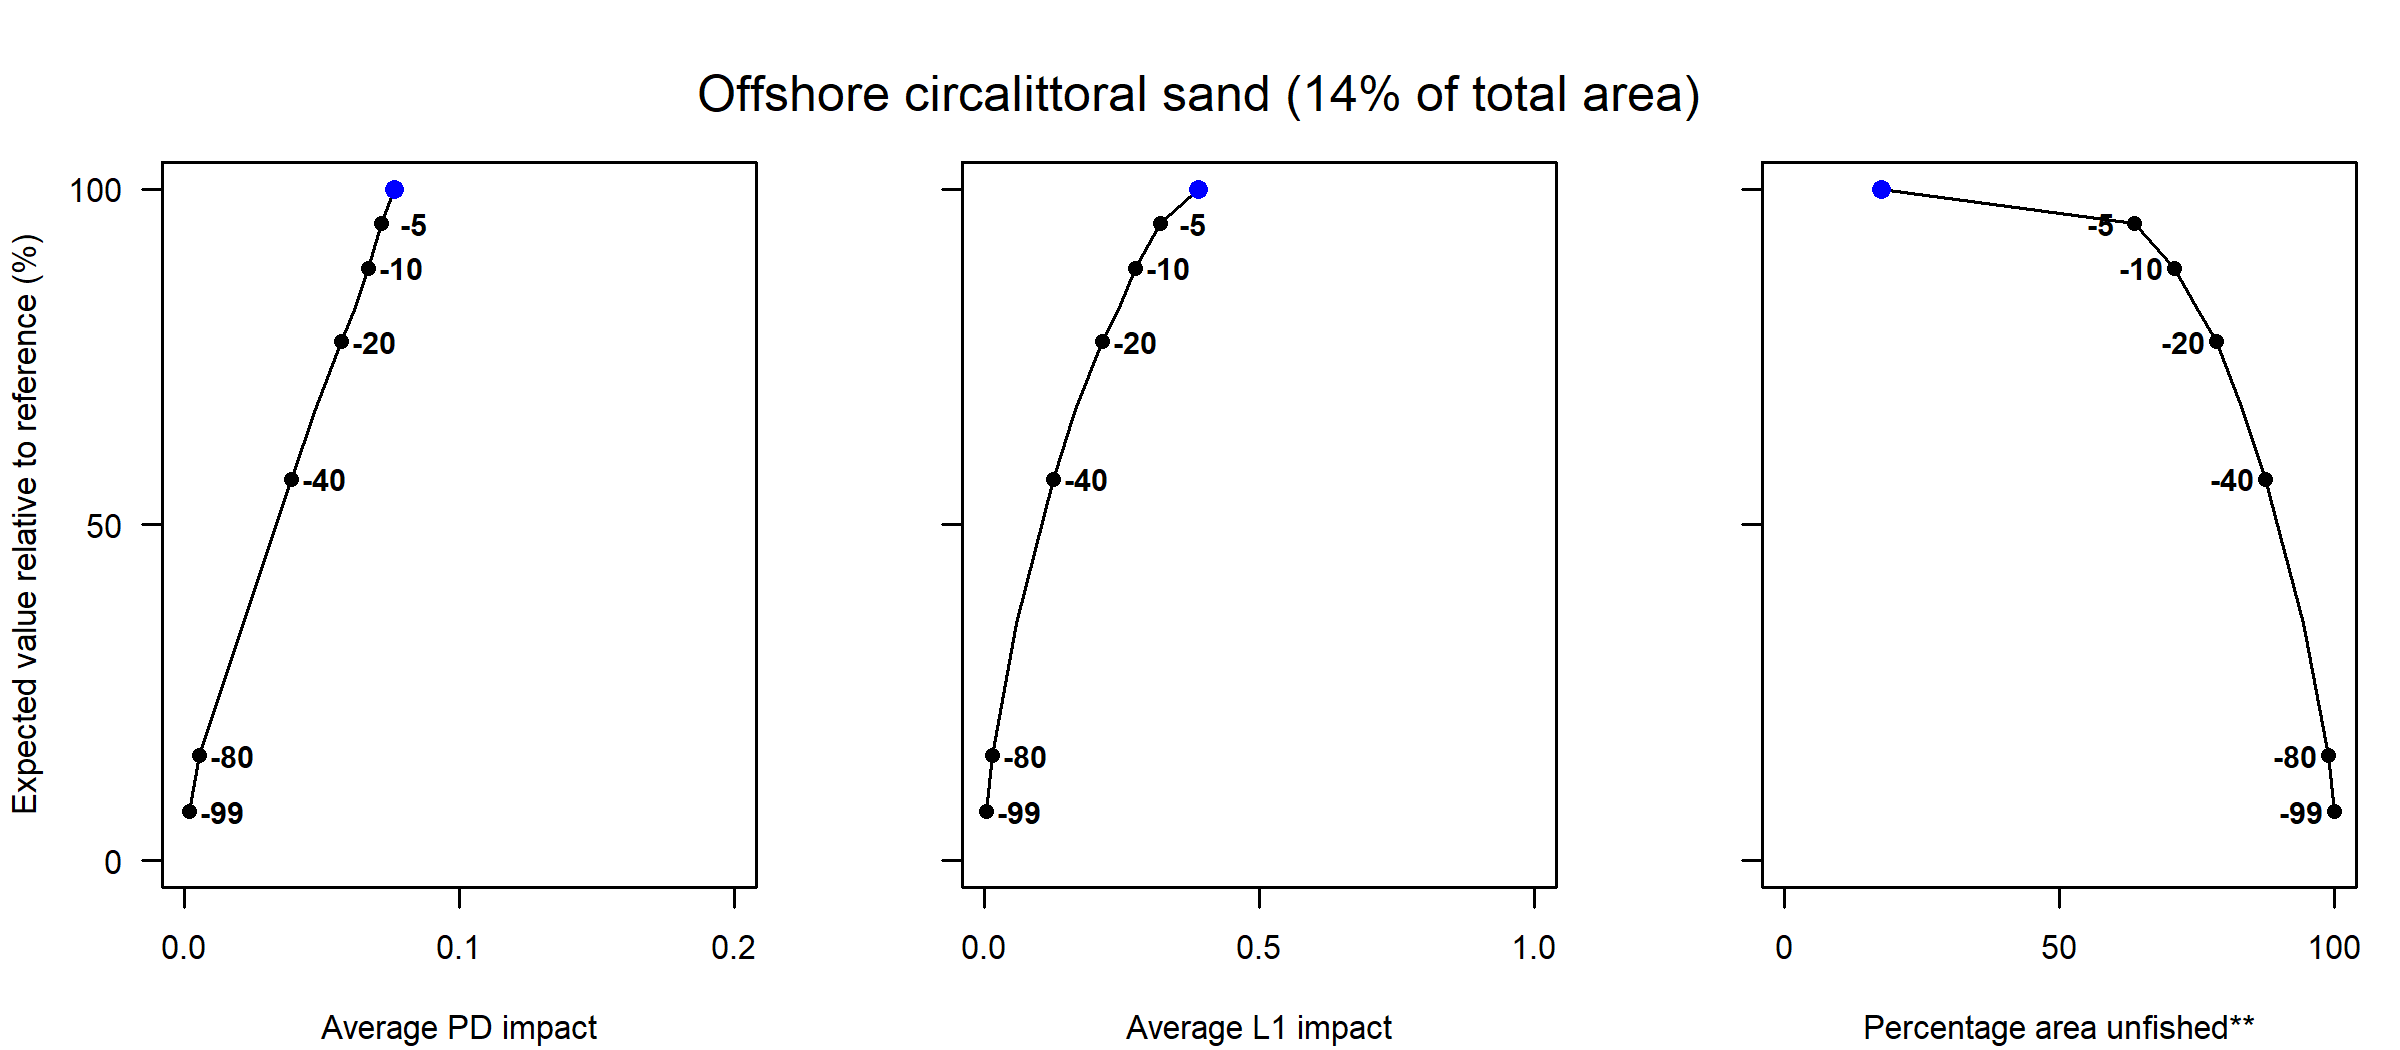 Offshore circalittoral sand (14% of total area)
Expected value relative to reference (%)
100
50
0
-5
-10
-20
-40
-80
-99
0.0 0.1 0.2
Average PD impact
-5
-10
-20
-40
-80
-99
0.0 0.5 1.0
Average L1 impact
-5
-10
-20
-40
-80
-99
0 50 100
Percentage area unfished**